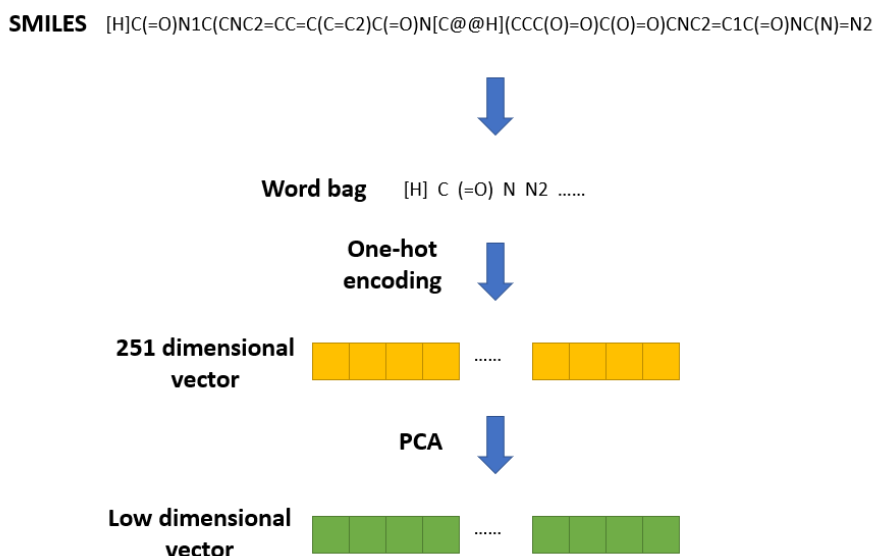 SMILES [H]C(=O)N1C(CNC2=CC=C(C=C2)C(=O)N[C@@H](CCC(O)=O)C(O)=O)CNC2=C1C(=O)NC(N)=N2
Word bag [H] C (=O) N N2 ......
One-hot
encoding
251 dimensional
vector
......
PCA
Low dimensional
vector
......